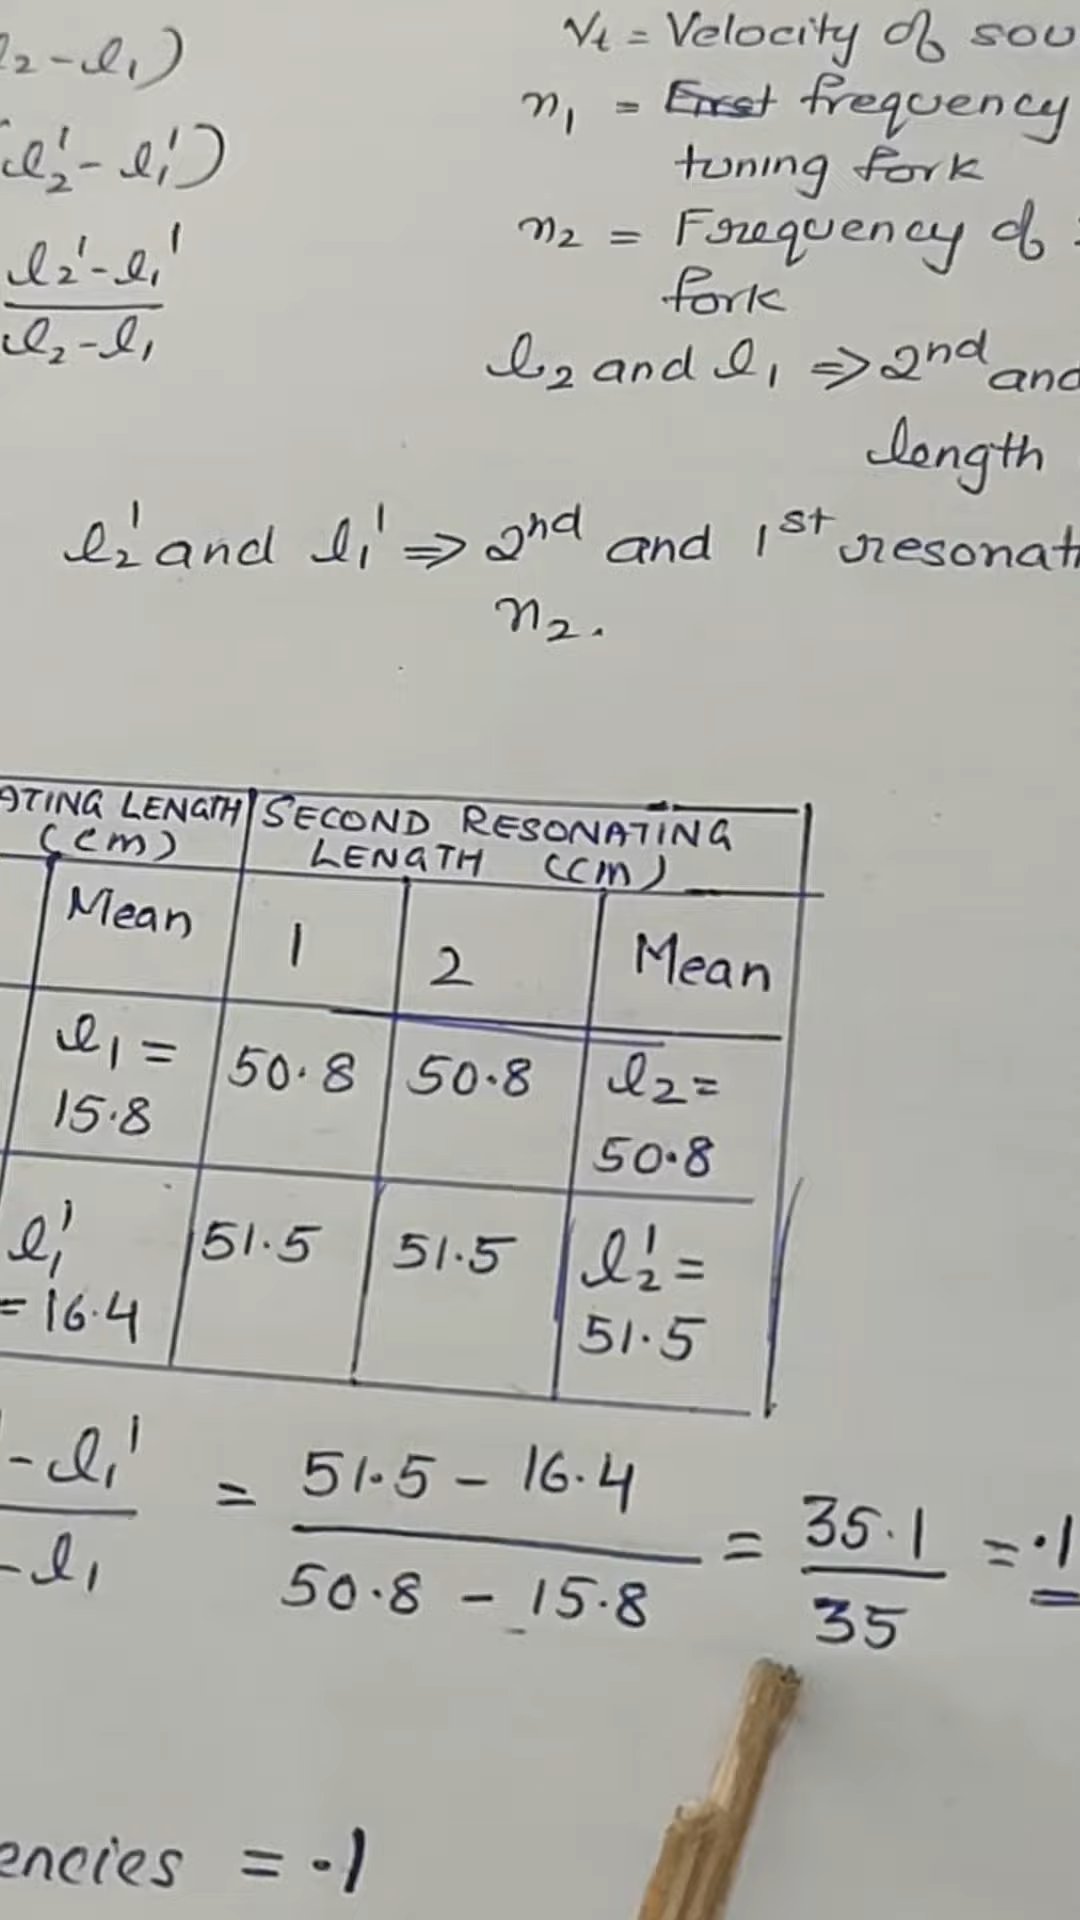 l₂-l₁)
l₂'- l₁')
l₂'-l₁'
l₂-l₁
Vt = Velocity of sou
n₁ = frequency
tuning fork
n₂ = Frequency of
fork
l₂ and l₁ ⇒ 2nd and
length
l₂' and l₁' ⇒ 2nd and 1st resonat
n₂.
ATING LENGTH (cm)
SECOND RESONATING LENGTH (cm)
Mean 1 2 Mean
l₁ = 15.8 50.8 50.8 l₂ = 50.8
l₁' = 16.4 51.5 51.5 l₂' = 51.5
- l₁' = 51.5 - 16.4 = 35.1 = .1
- l₁ 50.8 - 15.8 35
encies = .1